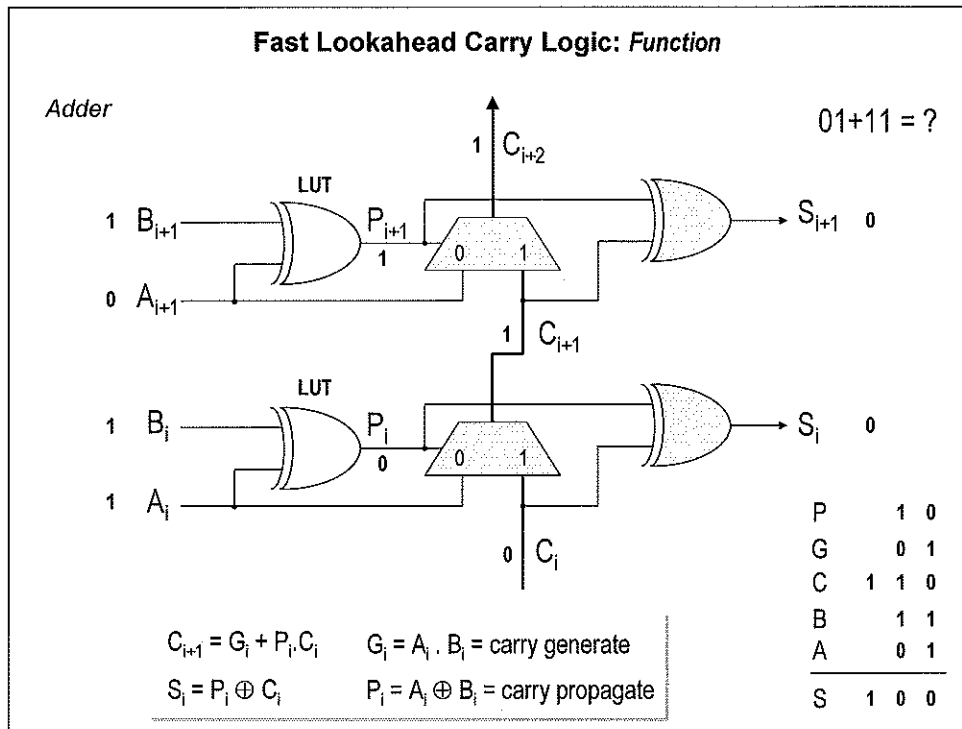 Fast Lookahead Carry Logic: Function
Adder
01+11 = ?
1 C_{i+2}
LUT
1 B_{i+1}
P_{i+1}
1
0 1
S_{i+1} 0
0 A_{i+1}
1 C_{i+1}
LUT
1 B_i
P_i
0
0 1
S_i 0
1 A_i
0 C_i
P 1 0
G 0 1
C 1 1 0
B 1 1
A 0 1
S 1 0 0
C_{i+1} = G_i + P_i.C_i G_i = A_i . B_i = carry generate
S_i = P_i ⊕ C_i P_i = A_i ⊕ B_i = carry propagate